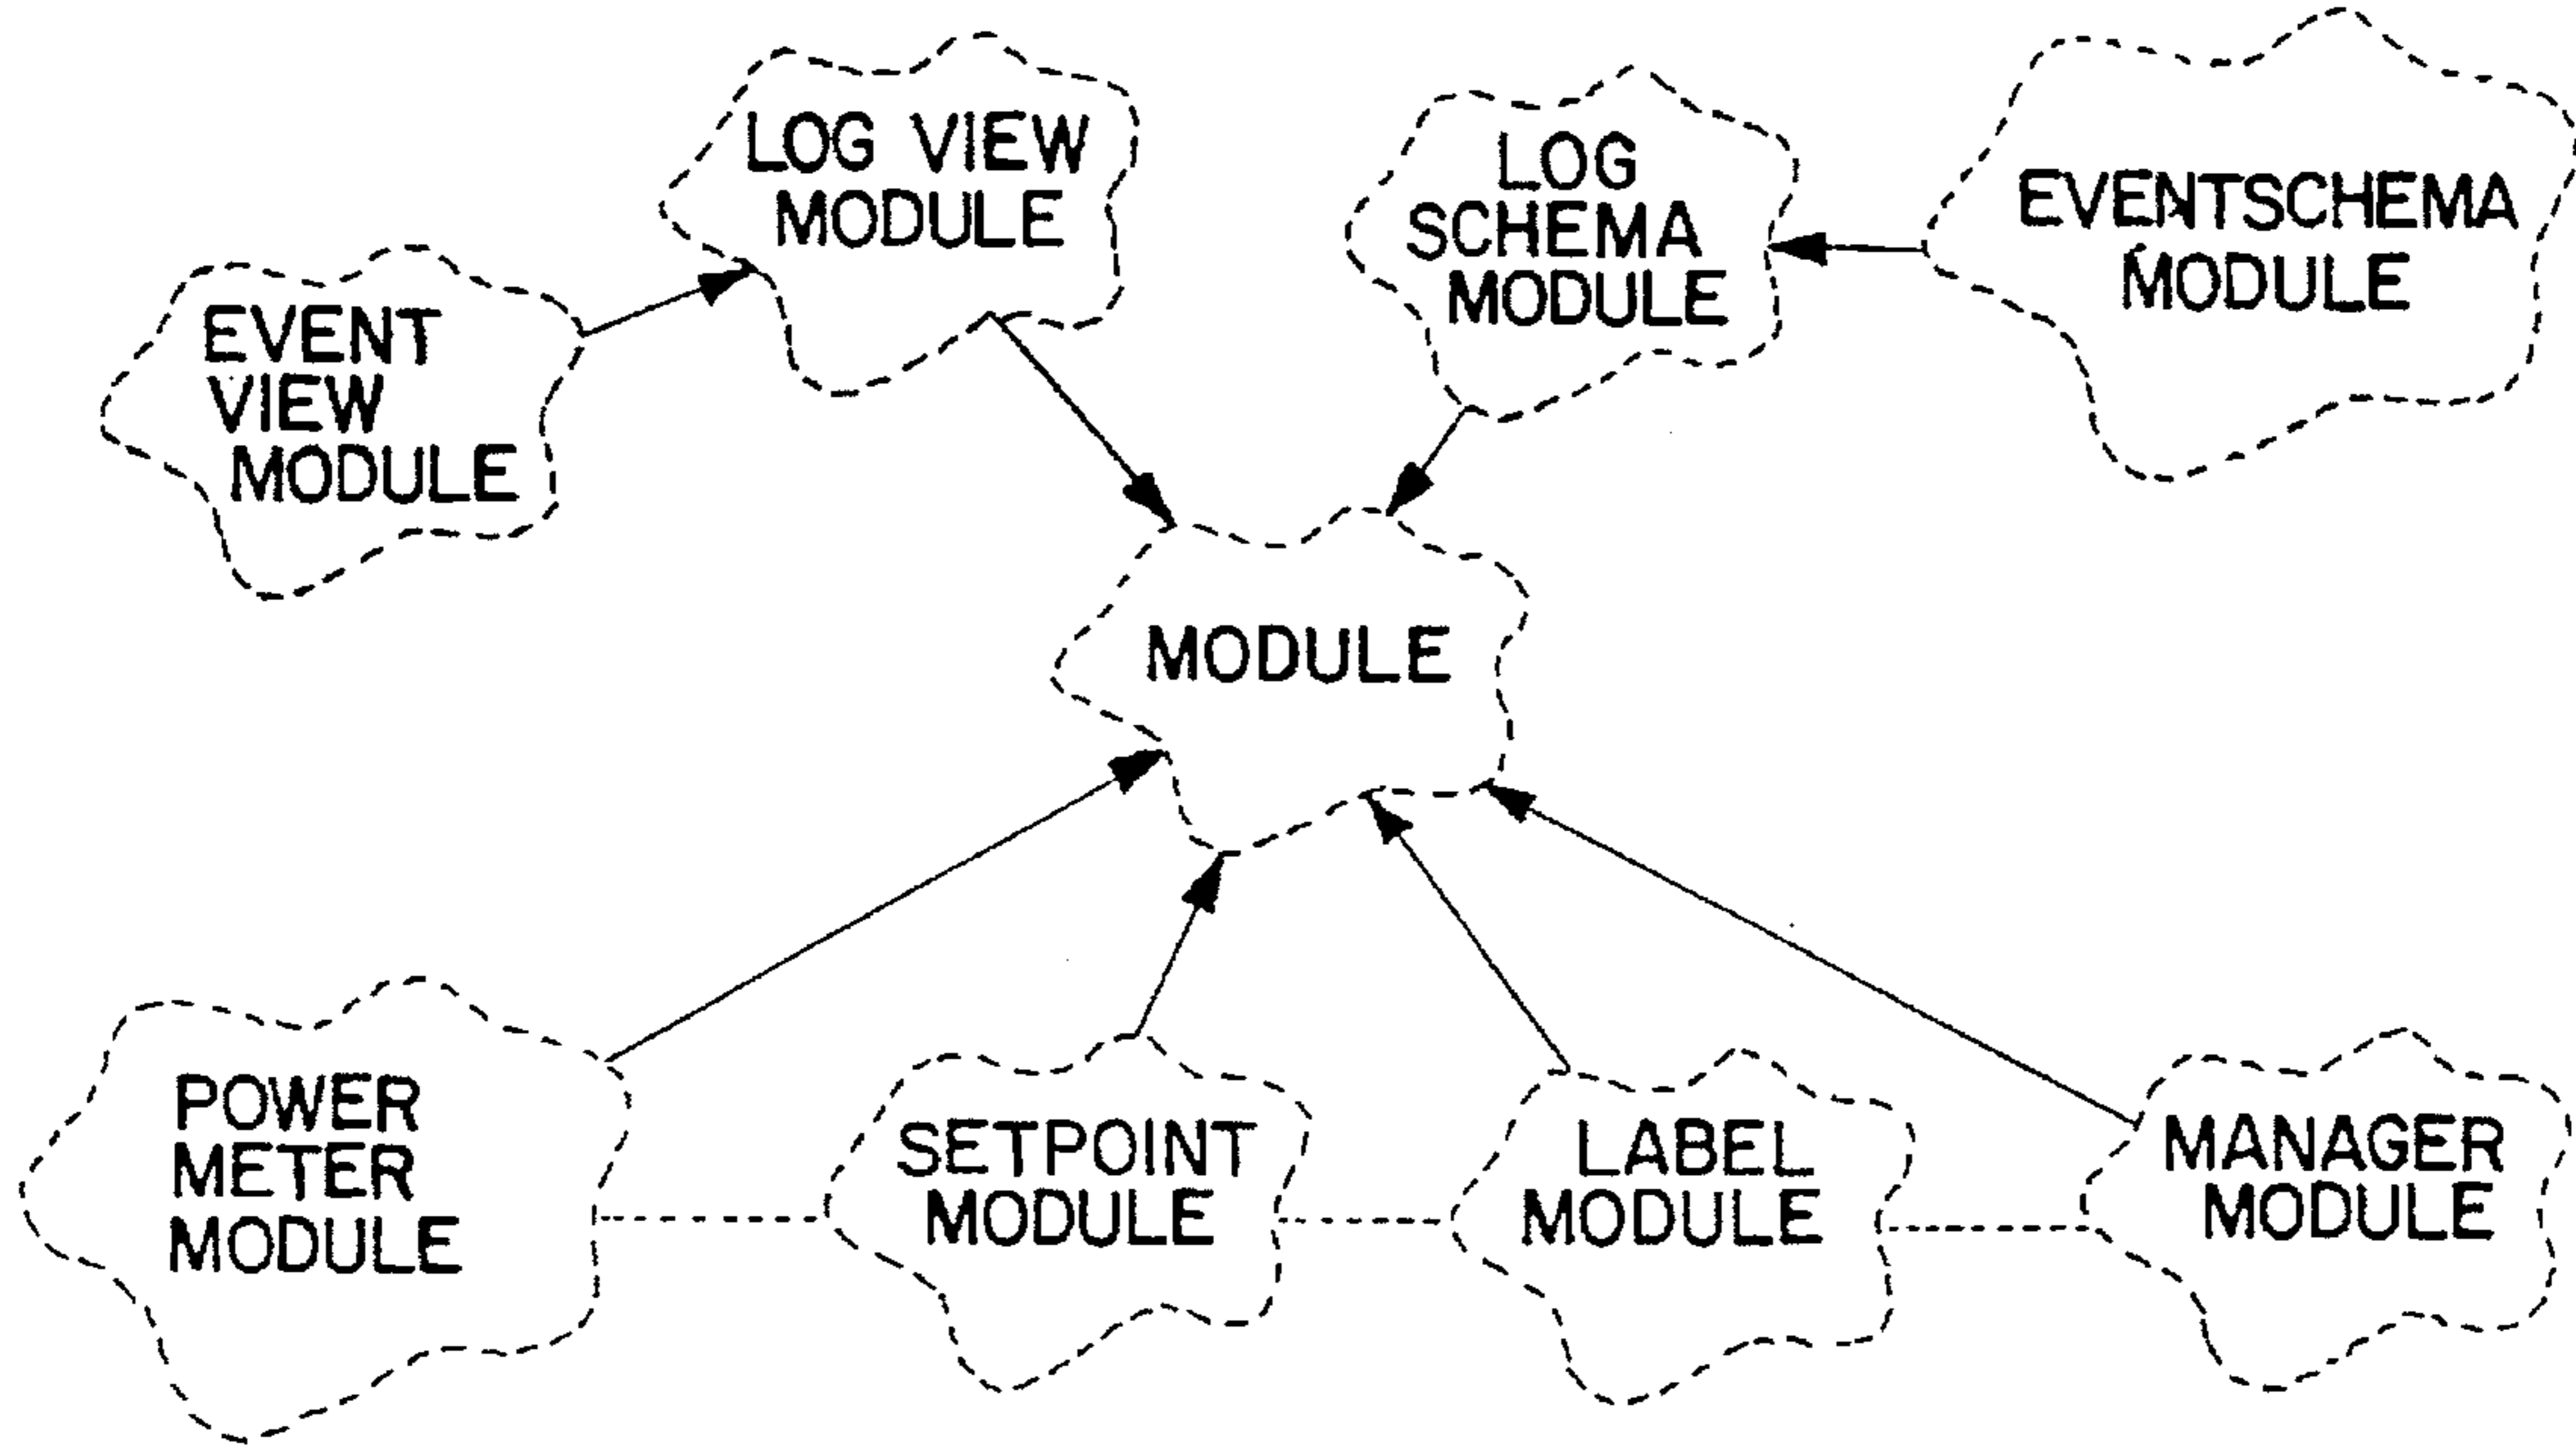 LOG VIEW
MODULE
LOG
SCHEMA
MODULE
EVENTSCHEMA
MODULE
EVENT
VIEW
MODULE
MODULE
POWER
METER
MODULE
SETPOINT
MODULE
LABEL
MODULE
MANAGER
MODULE